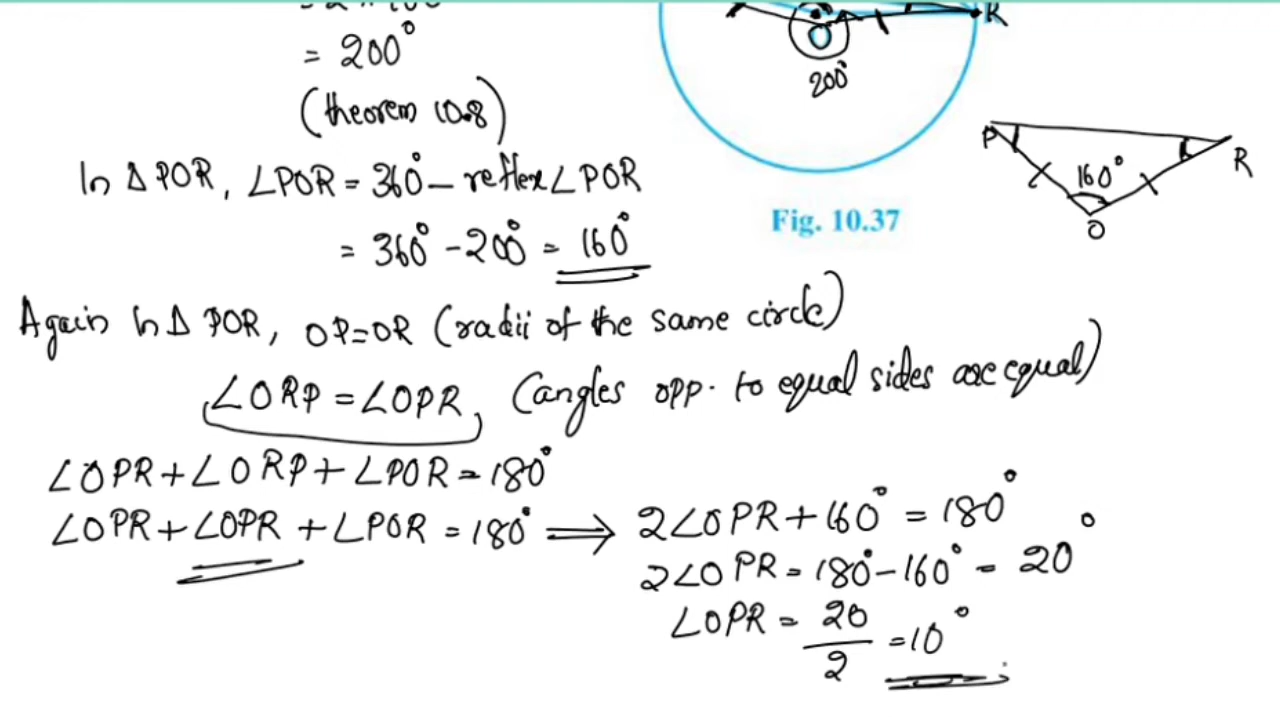 = 200°
(theorem 10.8)
In Δ POR, ∠POR = 360° - reflex ∠POR
= 360° - 200° = 160°
Again In Δ POR, OP=OR (radii of the same circle)
∠ORP = ∠OPR, (angles opp. to equal sides are equal)
∠OPR + ∠ORP + ∠POR = 180°
∠OPR + ∠OPR + ∠POR = 180° ⟹ 2∠OPR + 160° = 180°
2∠OPR = 180° - 160° = 20°
∠OPR = 20/2 = 10°
R
O
200°
Fig. 10.37
P
R
160°
O